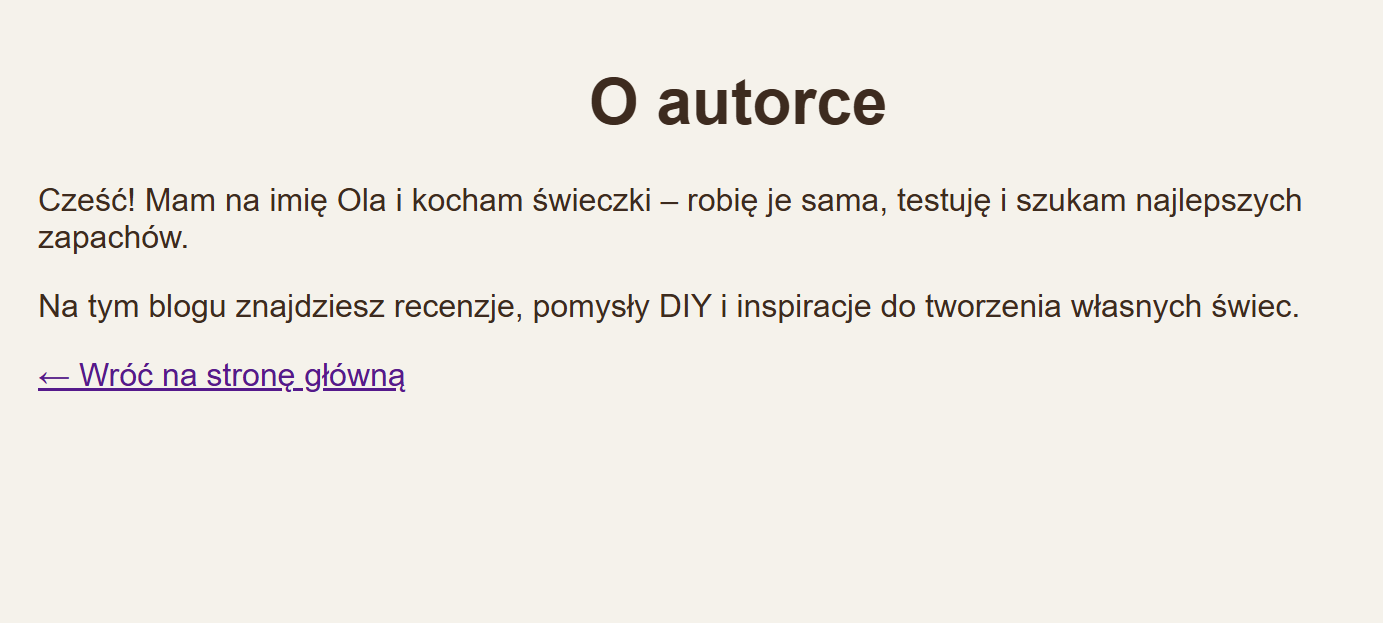 O autorce
Cześć! Mam na imię Ola i kocham świeczki – robię je sama, testuję i szukam najlepszych
zapachów.
Na tym blogu znajdziesz recenzje, pomysły DIY i inspiracje do tworzenia własnych świec.
← Wróć na stronę główną